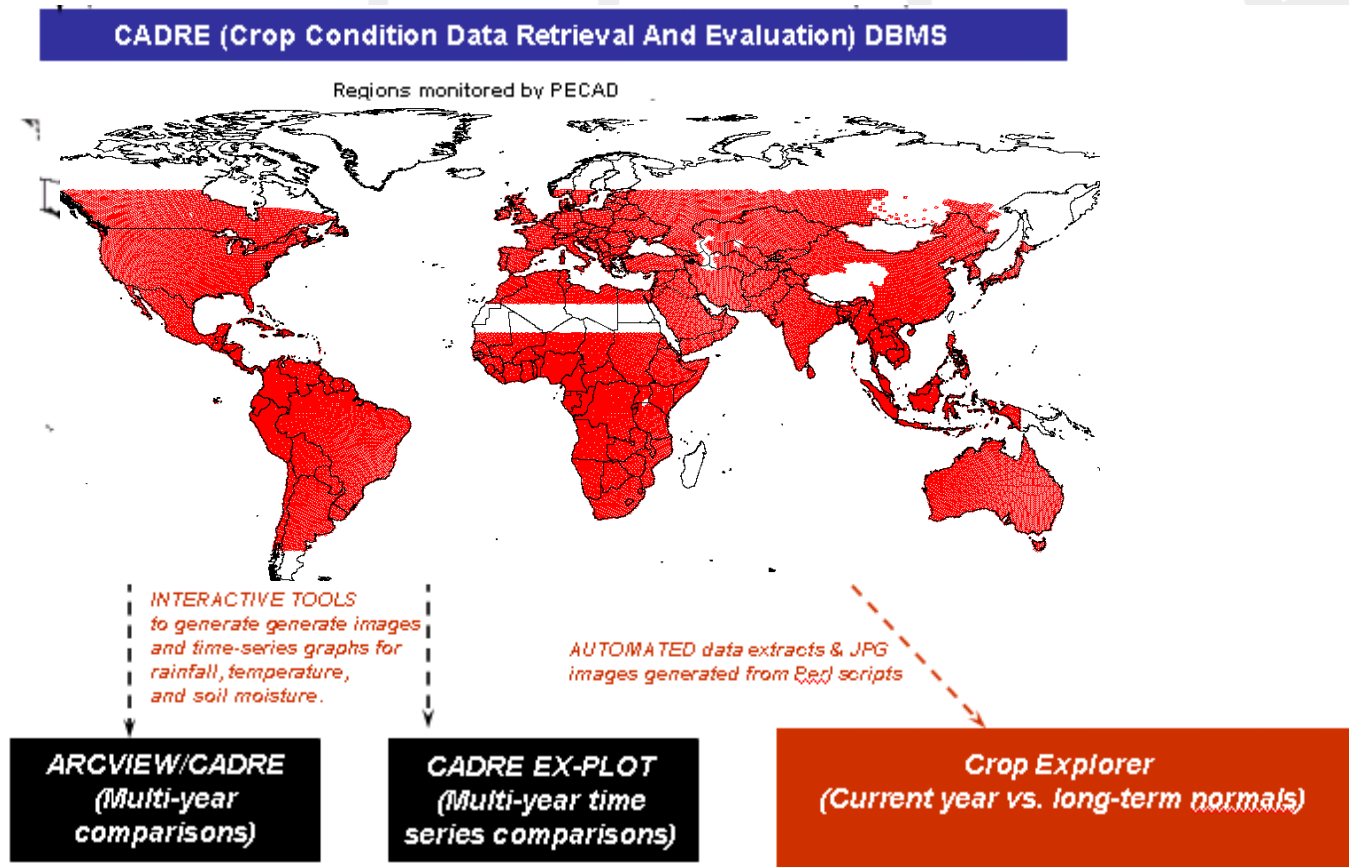 CADRE (Crop Condition Data Retrieval And Evaluation) DBMS
Regions monitored by PECAD
INTERACTIVE TOOLS
to generate generate images
and time-series graphs for
rainfall, temperature,
and soil moisture.
AUTOMATED data extracts & JPG
images generated from Perl scripts
ARCVIEW/CADRE
(Multi-year
comparisons)
CADRE EX-PLOT
(Multi-year time
series comparisons)
Crop Explorer
(Current year vs. long-term normals)